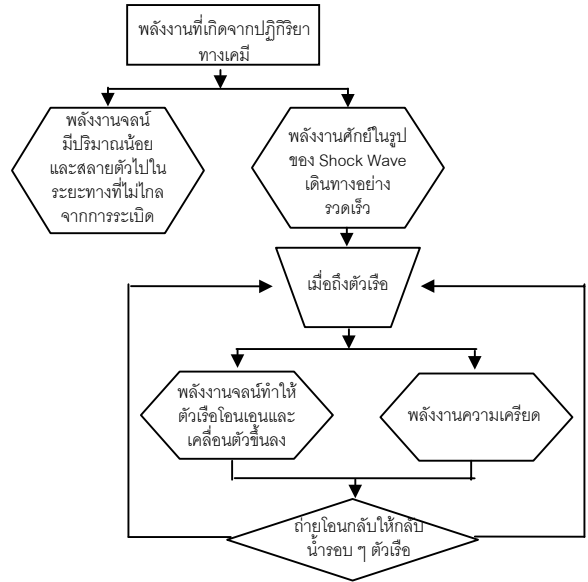 พลังงานที่เกิดจากปฏิกิริยา
ทางเคมี
พลังงานจลน์
มีปริมาณน้อย
และสลายตัวไปใน
ระยะทางที่ไม่ไกล
จากการระเบิด
พลังงานศักย์ในรูป
ของ Shock Wave
เดินทางอย่าง
รวดเร็ว
เมื่อถึงตัวเรือ
พลังงานจลน์ทำให้
ตัวเรือโอนเอนและ
เคลื่อนตัวขึ้นลง
พลังงานความเครียด
ถ่ายโอนกลับให้กลับ
น้ำรอบ ๆ ตัวเรือ